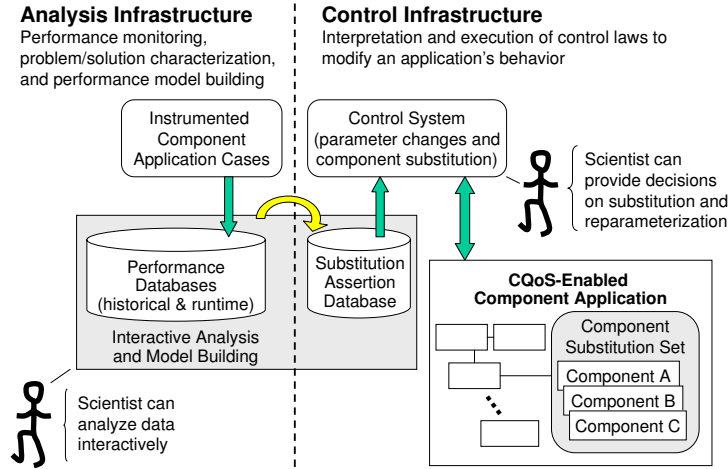 Analysis Infrastructure
Performance monitoring,
problem/solution characterization,
and performance model building
Control Infrastructure
Interpretation and execution of control laws to
modify an application's behavior
Instrumented
Component
Application Cases
Control System
(parameter changes and
component substitution)
Scientist can
provide decisions
on substitution and
reparameterization
Performance
Databases
(historical & runtime)
Substitution
Assertion
Database
Interactive Analysis
and Model Building
CQoS-Enabled
Component Application
Component
Substitution Set
Component A
Component B
Component C
Scientist can
analyze data
interactively